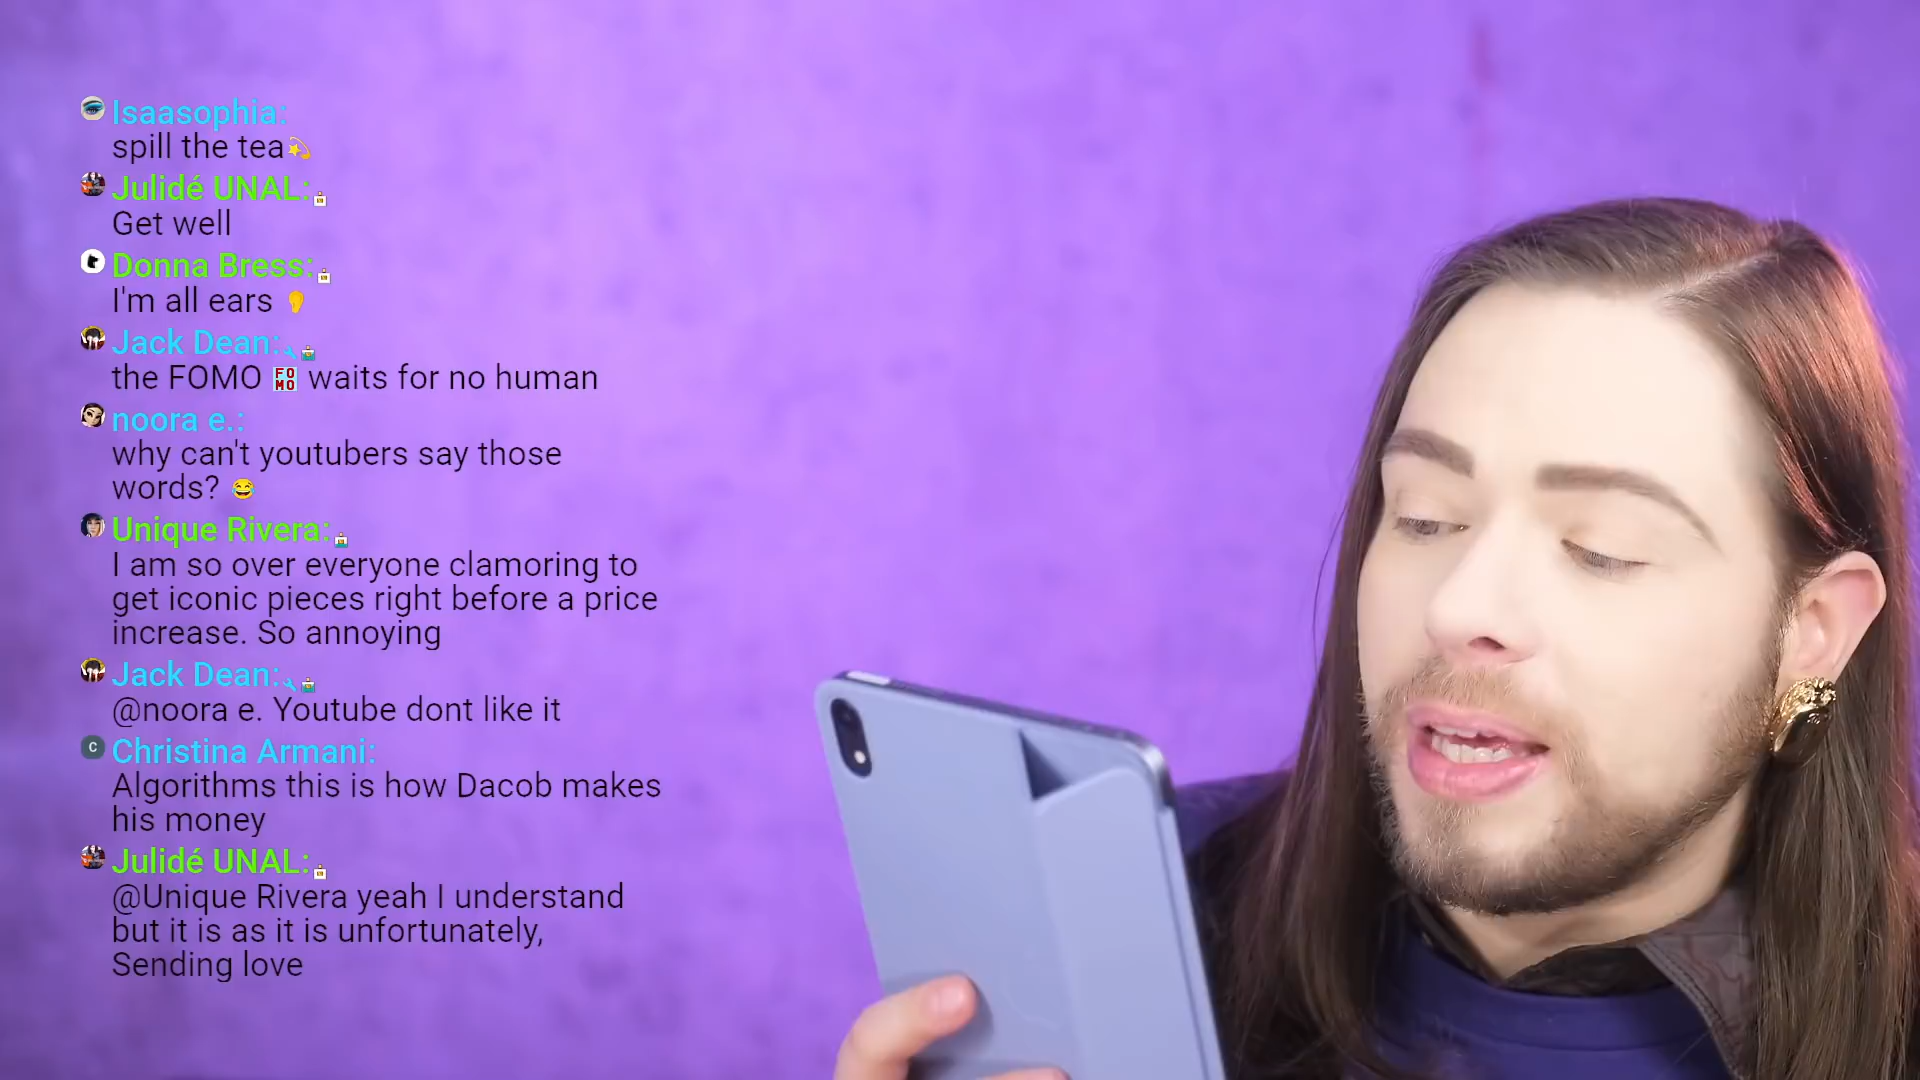 Isaasophia:
spill the tea💫
Julidé UNAL:
Get well
Donna Bress:
I'm all ears 👂
Jack Dean:
the FOMO FOMO waits for no human
noora e.:
why can't youtubers say those
words? 😂
Unique Rivera:
I am so over everyone clamoring to
get iconic pieces right before a price
increase. So annoying
Jack Dean:
@noora e. Youtube dont like it
C Christina Armani:
Algorithms this is how Dacob makes
his money
Julidé UNAL:
@Unique Rivera yeah I understand
but it is as it is unfortunately,
Sending love